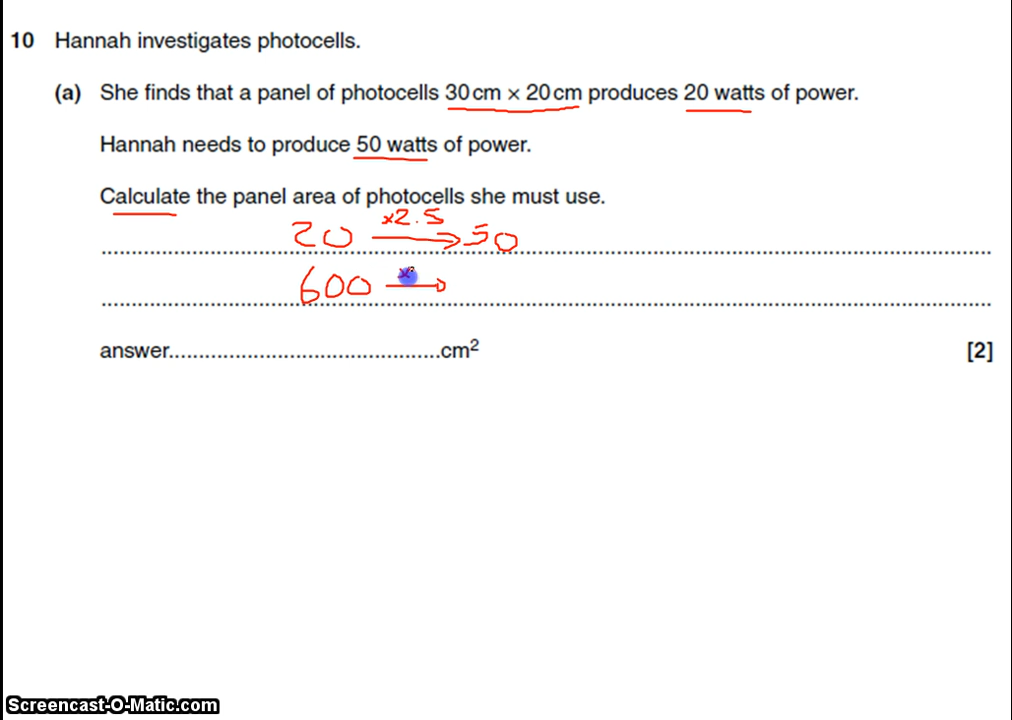 10 Hannah investigates photocells.
(a) She finds that a panel of photocells 30 cm × 20 cm produces 20 watts of power.
Hannah needs to produce 50 watts of power.
Calculate the panel area of photocells she must use.
×2.5
20 → 50
600 →
answer..............................................cm² [2]
Screencast-O-Matic.com